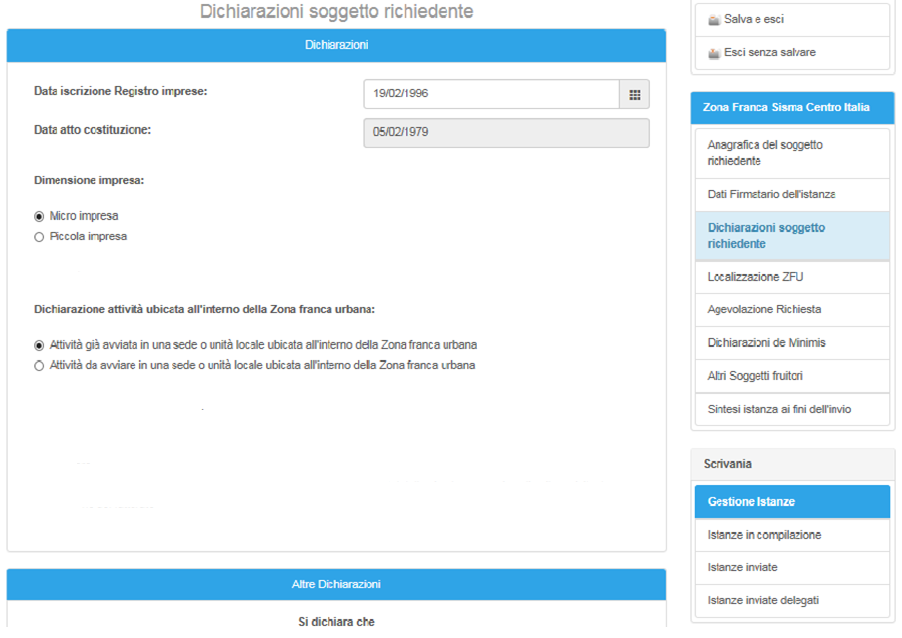 Dichiarazioni soggetto richiedente
Dichiarazioni
Data iscrizione Registro imprese:
19/02/1996
Data atto costituzione:
05/02/1979
Dimensione impresa:
Micro impresa
Piccola impresa
Dichiarazione attività ubicata all'interno della Zona franca urbana:
Attività già avviata in una sede o unità locale ubicata all'interno della Zona franca urbana
Attività da avviare in una sede o unità locale ubicata all'interno della Zona franca urbana
Altre Dichiarazioni
Si dichiara che
Salva e esci
Esci senza salvare
Zona Franca Sisma Centro Italia
Anagrafica del soggetto
richiedente
Dati Firmatario dell'istanza
Dichiarazioni soggetto
richiedente
Localizzazione ZFU
Agevolazione Richiesta
Dichiarazioni de Minimis
Altri Soggetti fruitori
Sintesi istanza ai fini dell'invio
Scrivania
Gestione Istanze
Istanze in compilazione
Istanze inviate
Istanze inviate delegati